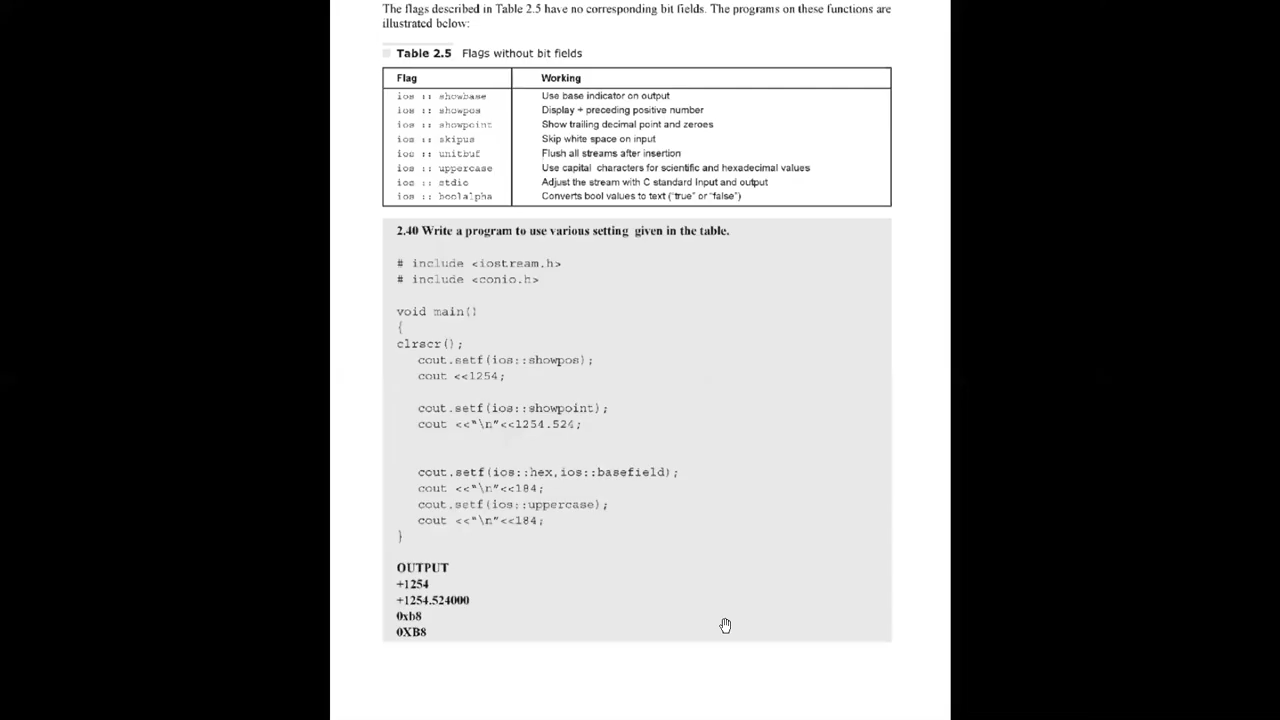 The flags described in Table 2.5 have no corresponding bit fields. The programs on these functions are
illustrated below:
Table 2.5 Flags without bit fields
Flag Working
ios :: showbase Use base indicator on output
ios :: showpos Display + preceding positive number
ios :: showpoint Show trailing decimal point and zeroes
ios :: skipus Skip white space on input
ios :: unitbuf Flush all streams after insertion
ios :: uppercase Use capital characters for scientific and hexadecimal values
ios :: stdio Adjust the stream with C standard Input and output
ios :: boolalpha Converts bool values to text ("true" or "false")
2.40 Write a program to use various setting given in the table.
# include <iostream.h>
# include <conio.h>
void main()
{
clrscr();
cout.setf(ios::showpos);
cout <<1254;
cout.setf(ios::showpoint);
cout <<“\n”<<1254.524;
cout.setf(ios::hex,ios::basefield);
cout <<“\n”<<184;
cout.setf(ios::uppercase);
cout <<“\n”<<184;
}
OUTPUT
+1254
+1254.524000
0xb8
0XB8